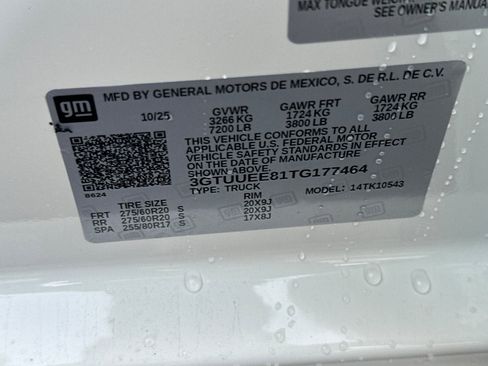 MAX TONGUE WEIGH
SEE OWNER'S MANUAL
gm
MFD BY GENERAL MOTORS DE MEXICO, S. DE R.L. DE C.V.
10/25 GVWR GAWR FRT GAWR RR
3266 KG 1724 KG 1724 KG
7200 LB 3800 LB 3800 LB
THIS VEHICLE CONFORMS TO ALL
APPLICABLE U.S. FEDERAL MOTOR
VEHICLE SAFETY STANDARDS IN EFFECT
ON THE DATE OF MANUFACTURE
SHOWN ABOVE.
3GTUUEE81TG177464
8624 TYPE: TRUCK MODEL: 14TK10543
TIRE SIZE RIM
FRT 275/60R20 S 20X9J
RR 275/60R20 S 20X9J
SPA 255/80R17 S 17X8J